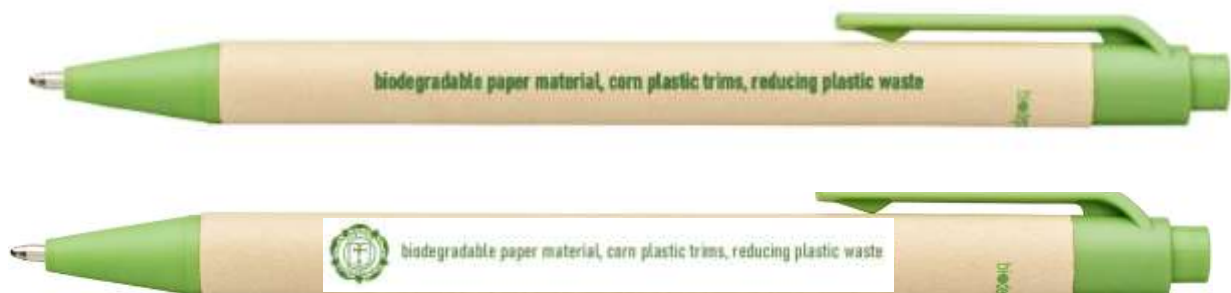 biodegradable paper material, corn plastic trims, reducing plastic waste
biodegradable paper material, corn plastic trims, reducing plastic waste